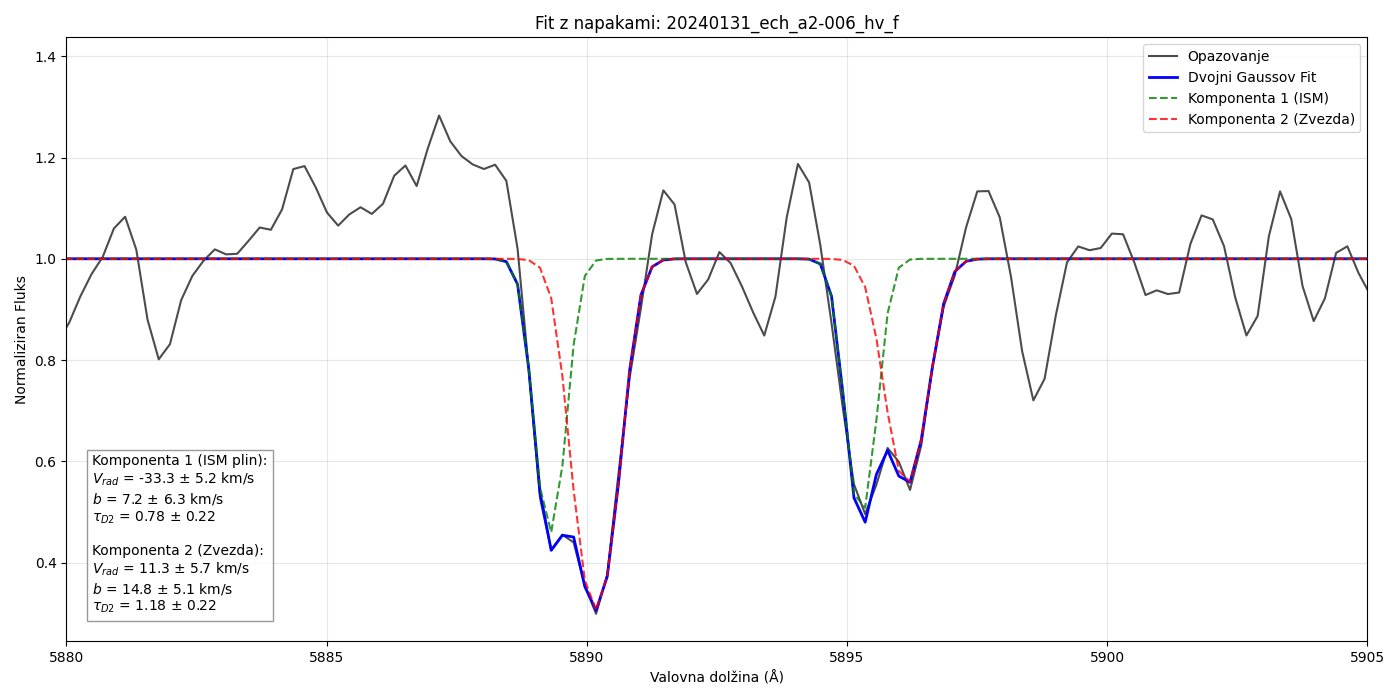 Fit z napakami: 20240131_ech_a2-006_hv_f
Normaliziran Fluks
1.4
1.2
1.0
0.8
0.6
0.4
Opazovanje
Dvojni Gaussov Fit
Komponenta 1 (ISM)
Komponenta 2 (Zvezda)
Komponenta 1 (ISM plin):
V_rad = -33.3 ± 5.2 km/s
b = 7.2 ± 6.3 km/s
τ_D2 = 0.78 ± 0.22
Komponenta 2 (Zvezda):
V_rad = 11.3 ± 5.7 km/s
b = 14.8 ± 5.1 km/s
τ_D2 = 1.18 ± 0.22
5880 5885 5890 5895 5900 5905
Valovna dolžina (Å)